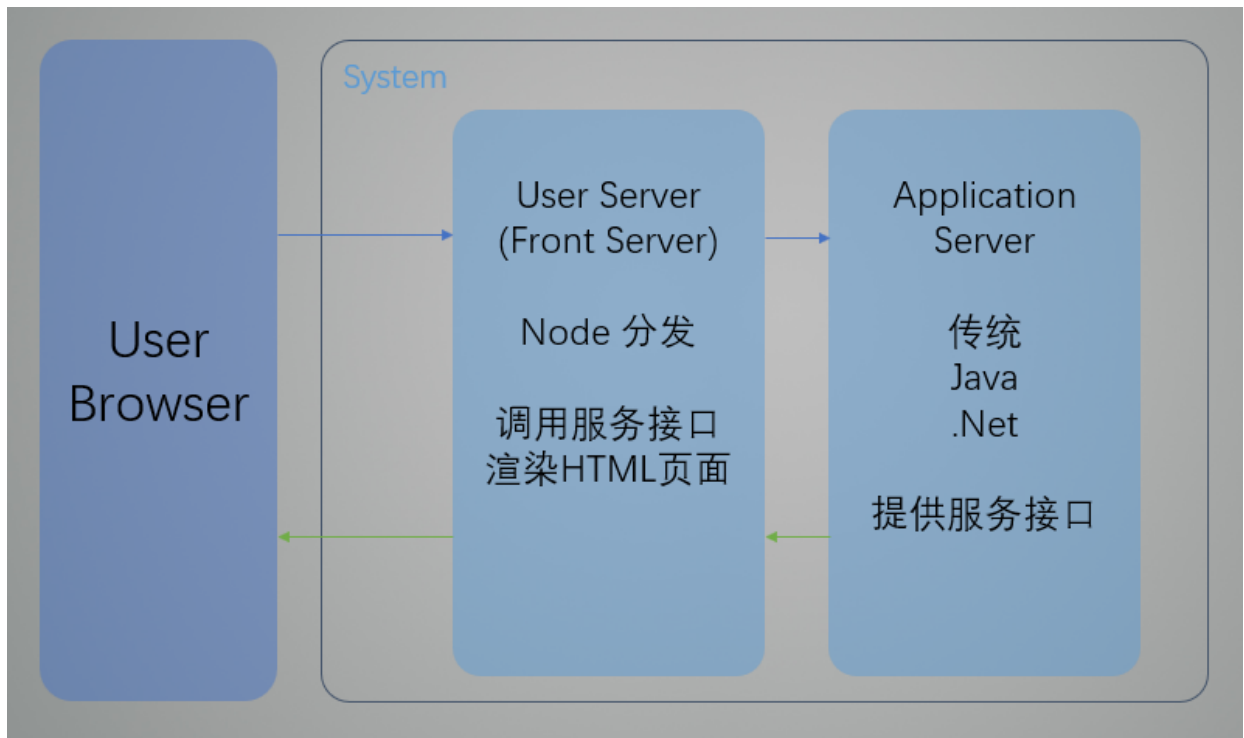 System
User
Browser
User Server
(Front Server)
Node 分发
调用服务接口
渲染HTML页面
Application
Server
传统
Java
.Net
提供服务接口